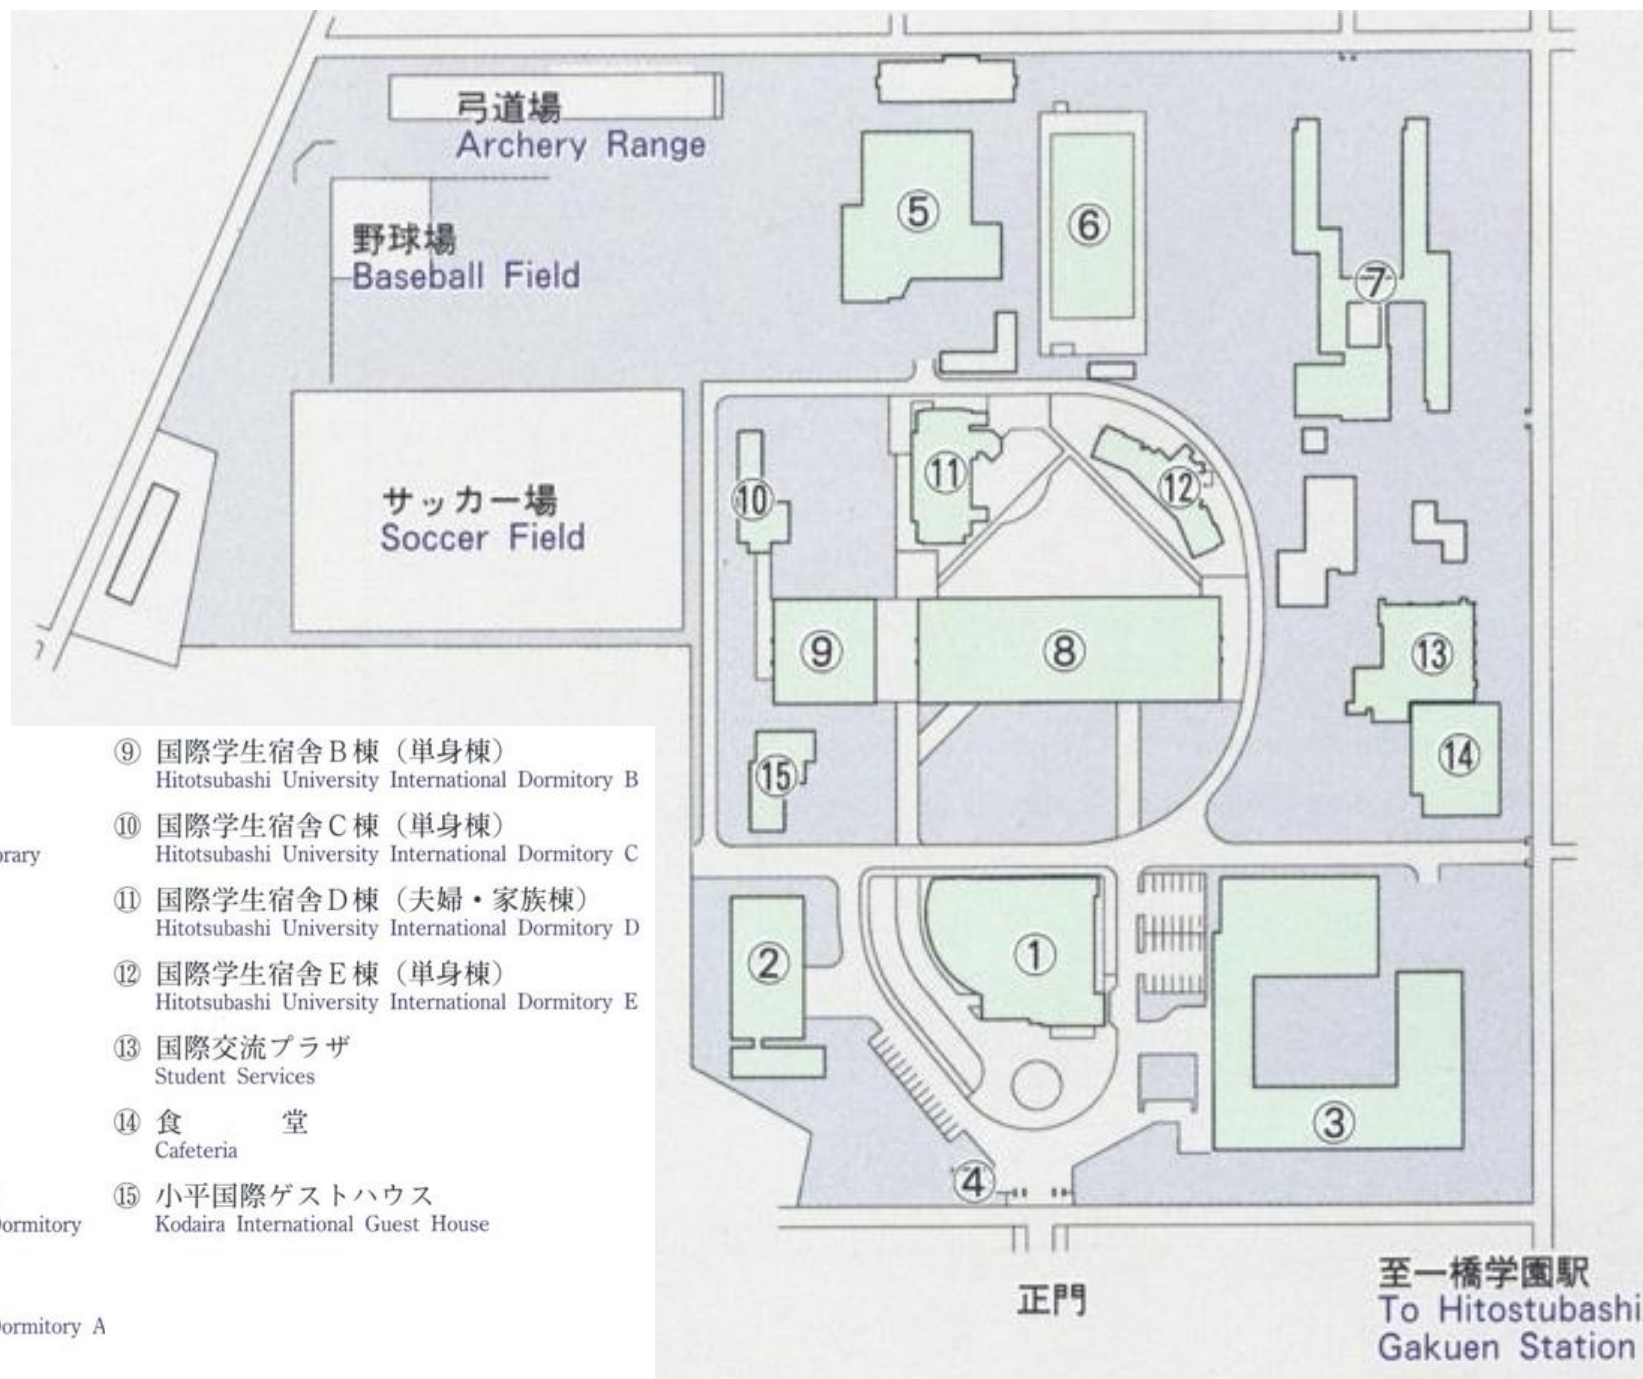 弓道場
Archery Range
野球場
Baseball Field
サッカー場
Soccer Field
⑤
⑥
⑦
⑩
⑪
⑫
⑨
⑧
⑬
⑭
⑮
②
①
③
④
正門
至一橋学園駅
To Hitostubashi
Gakuen Station
⑨ 国際学生宿舎B棟（単身棟）
Hitotsubashi University International Dormitory B
⑩ 国際学生宿舎C棟（単身棟）
Hitotsubashi University International Dormitory C
⑪ 国際学生宿舎D棟（夫婦・家族棟）
Hitotsubashi University International Dormitory D
⑫ 国際学生宿舎E棟（単身棟）
Hitotsubashi University International Dormitory E
⑬ 国際交流プラザ
Student Services
⑭ 食 堂
Cafeteria
⑮ 小平国際ゲストハウス
Kodaira International Guest House
ormitory A